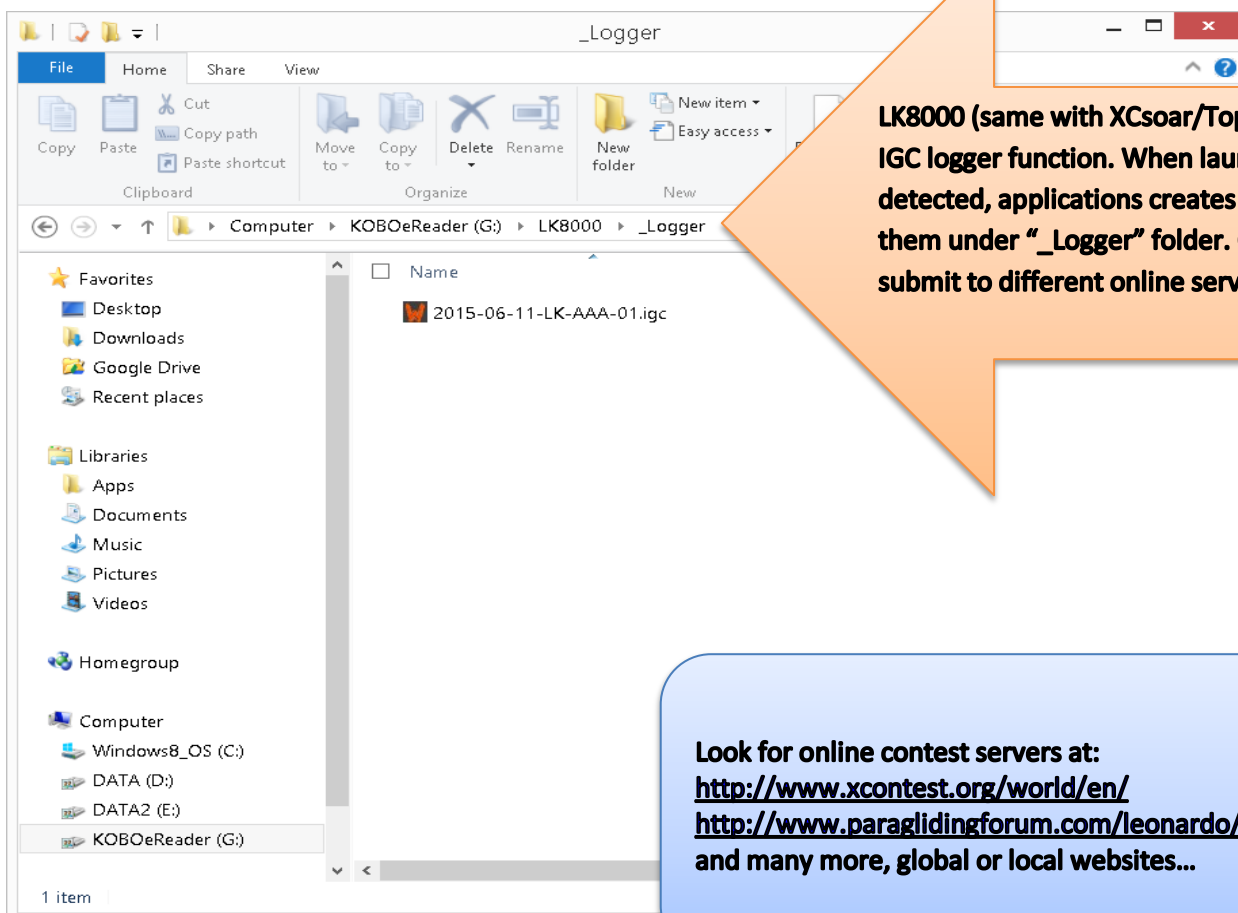 _Logger
File Home Share View
Copy Paste Cut Copy path Paste shortcut Move to Copy to Delete Rename New folder New item Easy access
Clipboard Organize New
Computer KOBOeReader (G:) LK8000 _Logger
Favorites
Desktop
Downloads
Google Drive
Recent places
Libraries
Apps
Documents
Music
Pictures
Videos
Homegroup
Computer
Windows8_OS (C:)
DATA (D:)
DATA2 (E:)
KOBOeReader (G:)
Name
2015-06-11-LK-AAA-01.igc
1 item
LK8000 (same with XCsoar/Top
IGC logger function. When lau
detected, applications creates
them under “_Logger” folder.
submit to different online serv
Look for online contest servers at:
http://www.xcontest.org/world/en/
http://www.paraglidingforum.com/leonardo/
and many more, global or local websites...